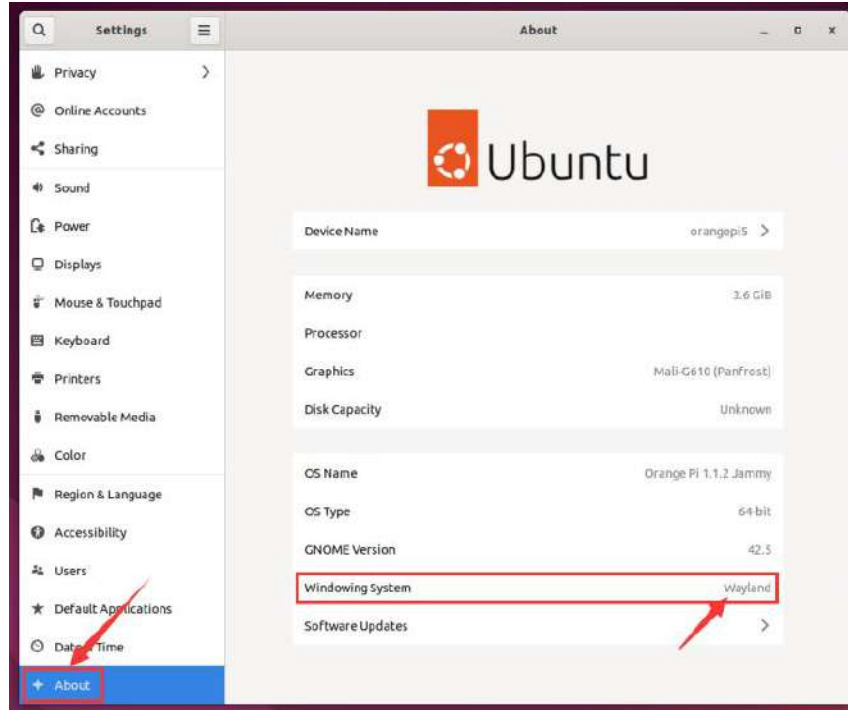 Settings
About
Privacy
Online Accounts
Sharing
Sound
Power
Displays
Mouse & Touchpad
Keyboard
Printers
Removable Media
Color
Region & Language
Accessibility
Users
Default Applications
Date & Time
About
Ubuntu
Device Name orangepi5
Memory 3.6 GiB
Processor
Graphics Mali-G610 (Panfrost)
Disk Capacity Unknown
OS Name Orange Pi 1.1.2 Jammy
OS Type 64-bit
GNOME Version 42.5
Windowing System Wayland
Software Updates